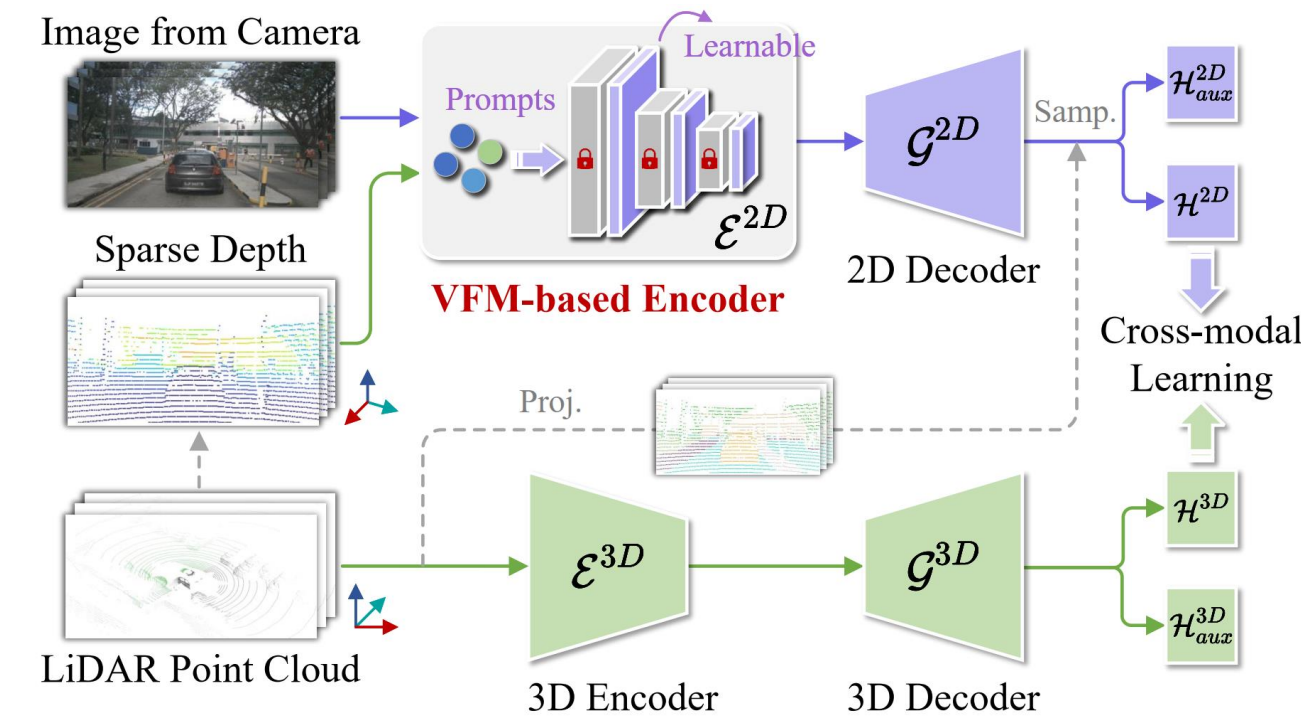 Image from Camera
Learnable
Prompts
Samp.
𝓗^{2D}_{aux}
𝓖^{2D}
𝓗^{2D}
𝓔^{2D}
Sparse Depth
VFM-based Encoder
2D Decoder
Cross-modal
Learning
Proj.
𝓗^{3D}
𝓔^{3D}
𝓖^{3D}
𝓗^{3D}_{aux}
LiDAR Point Cloud
3D Encoder
3D Decoder